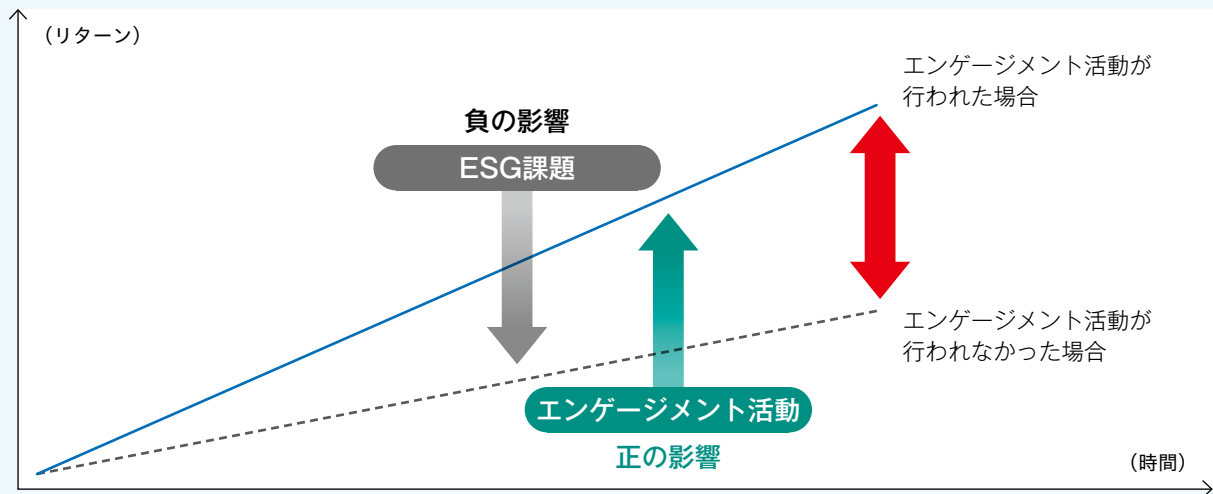 （リターン）
エンゲージメント活動が
行われた場合
負の影響
ESG課題
エンゲージメント活動が
行われなかった場合
エンゲージメント活動
正の影響
（時間）